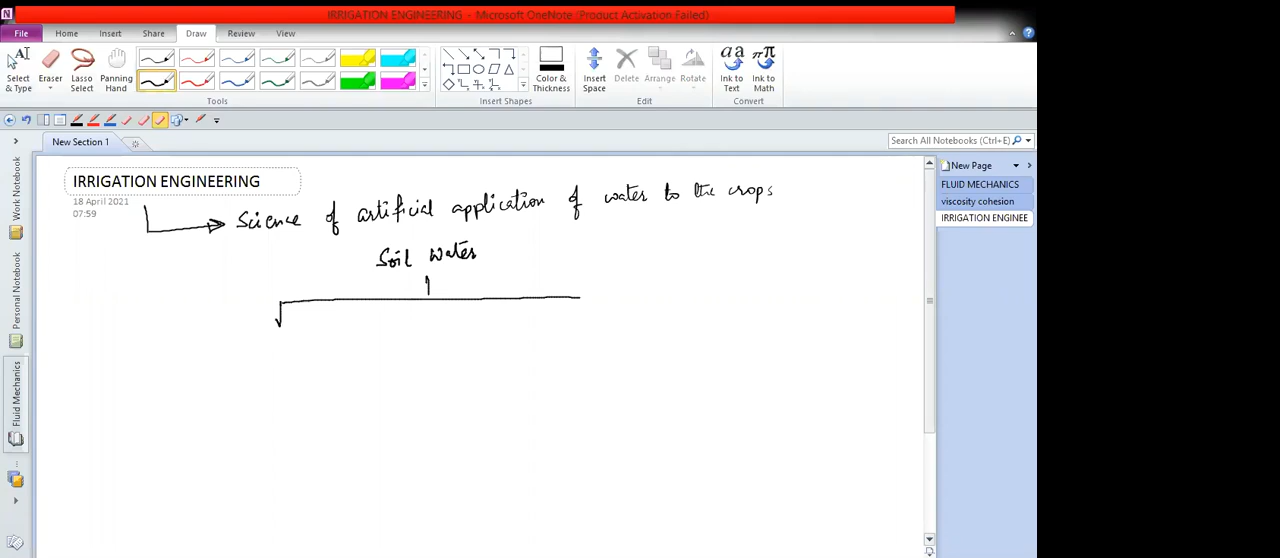 IRRIGATION ENGINEERING - Microsoft OneNote (Product Activation Failed)
File Home Insert Share Draw Review View
Select & Type
Eraser
Lasso Select
Panning Hand
Color & Thickness
Insert Space
Delete
Arrange
Rotate
Ink to Text
Ink to Math
Tools
Insert Shapes
Edit
Convert
New Section 1
Search All Notebooks (Ctrl+E)
Work Notebook
Personal Notebook
Fluid Mechanics
IRRIGATION ENGINEERING
18 April 2021
07:59
Science of artificial application of water to the crops
Soil water
New Page
FLUID MECHANICS
viscosity cohesion
IRRIGATION ENGINEE